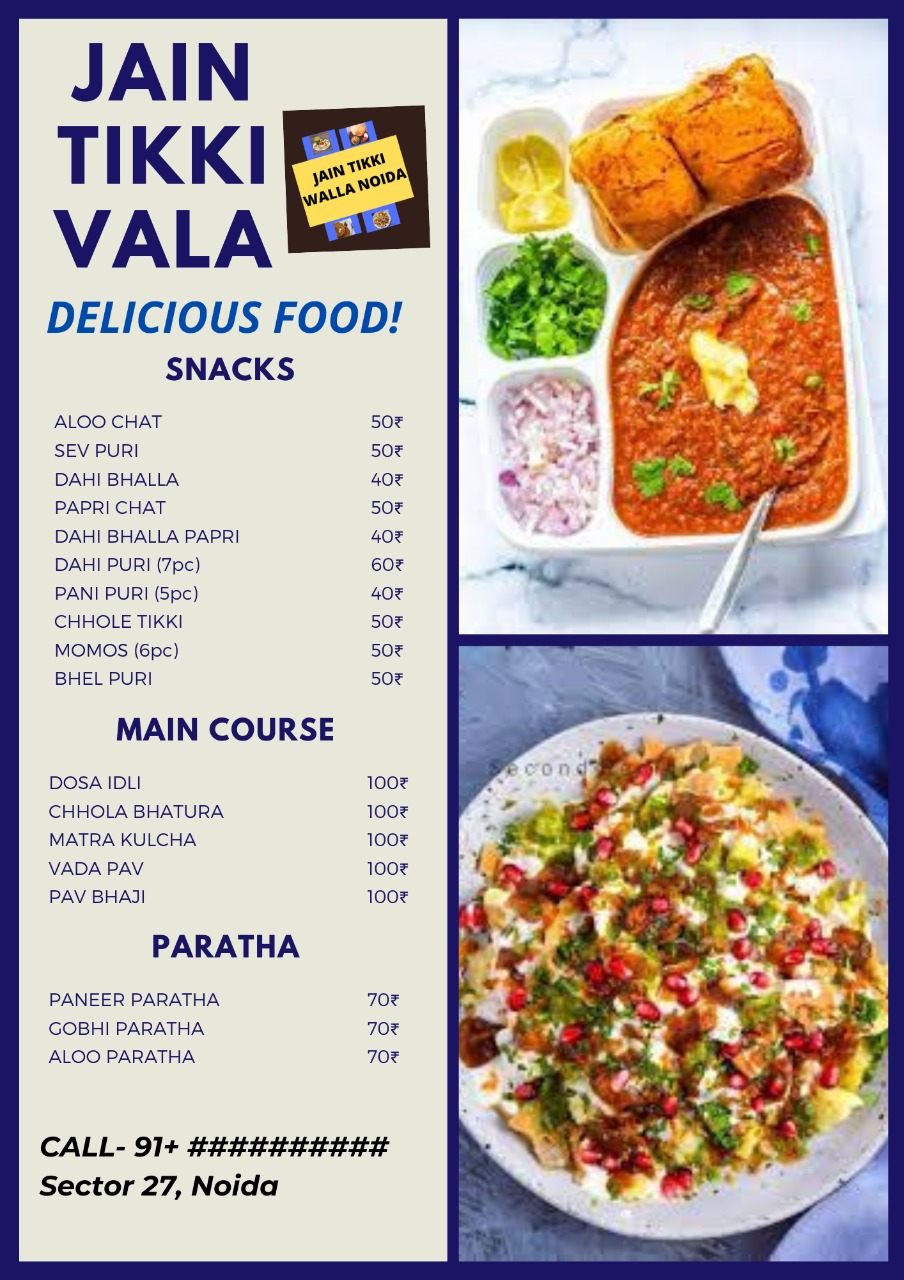 JAIN
TIKKI
VALA
JAIN TIKKI
WALLA NOIDA
DELICIOUS FOOD!
SNACKS
ALOO CHAT 50₹
SEV PURI 50₹
DAHI BHALLA 40₹
PAPRI CHAT 50₹
DAHI BHALLA PAPRI 40₹
DAHI PURI (7pc) 60₹
PANI PURI (5pc) 40₹
CHHOLE TIKKI 50₹
MOMOS (6pc) 50₹
BHEL PURI 50₹
MAIN COURSE
DOSA IDLI 100₹
CHHOLA BHATURA 100₹
MATRA KULCHA 100₹
VADA PAV 100₹
PAV BHAJI 100₹
PARATHA
PANEER PARATHA 70₹
GOBHI PARATHA 70₹
ALOO PARATHA 70₹
CALL- 91+ ##########
Sector 27, Noida
Second